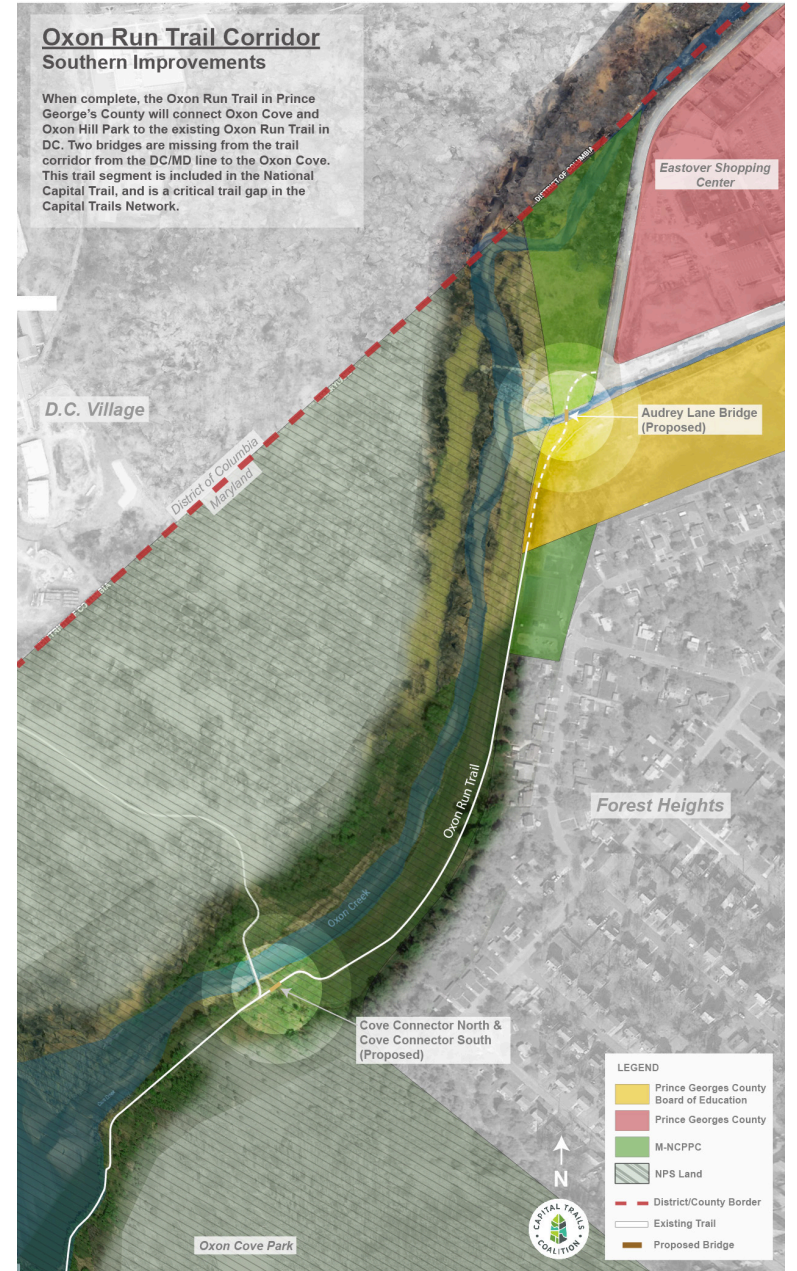 Oxon Run Trail Corridor
Southern Improvements
When complete, the Oxon Run Trail in Prince
George's County will connect Oxon Cove and
Oxon Hill Park to the existing Oxon Run Trail in
DC. Two bridges are missing from the trail
corridor from the DC/MD line to the Oxon Cove.
This trail segment is included in the National
Capital Trail, and is a critical trail gap in the
Capital Trails Network.
DISTRICT OF COLUMBIA
Eastover Shopping
Center
D.C. Village
Audrey Lane Bridge
(Proposed)
District of Columbia
Maryland
Oxon Run Trail
Forest Heights
Oxon Creek
Cove Connector North &
Cove Connector South
(Proposed)
Oxon Cove Park
N
CAPITAL TRAILS
COALITION
LEGEND
Prince Georges County
Board of Education
Prince Georges County
M-NCPPC
NPS Land
District/County Border
Existing Trail
Proposed Bridge